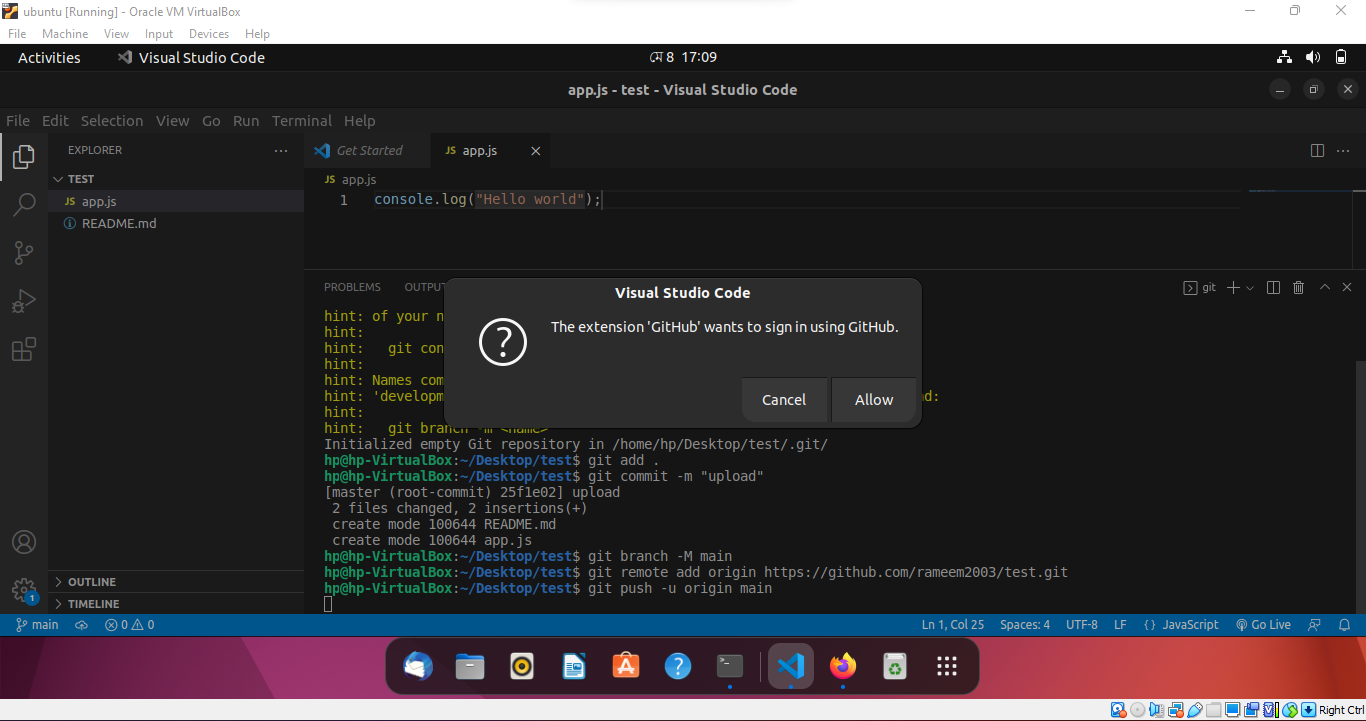 ubuntu [Running] - Oracle VM VirtualBox
File Machine View Input Devices Help
Activities Visual Studio Code মে 8 17:09
app.js - test - Visual Studio Code
File Edit Selection View Go Run Terminal Help
EXPLORER ...
TEST
JS app.js
README.md
OUTLINE
TIMELINE
Get Started JS app.js
JS app.js
1 console.log("Hello world");
PROBLEMS OUTPU git
hint: of your n
hint:
hint: git con
hint:
hint: Names com
hint: 'developm d:
hint:
hint: git branch -m <name>
Initialized empty Git repository in /home/hp/Desktop/test/.git/
hp@hp-VirtualBox:~/Desktop/test$ git add .
hp@hp-VirtualBox:~/Desktop/test$ git commit -m "upload"
[master (root-commit) 25f1e02] upload
2 files changed, 2 insertions(+)
create mode 100644 README.md
create mode 100644 app.js
hp@hp-VirtualBox:~/Desktop/test$ git branch -M main
hp@hp-VirtualBox:~/Desktop/test$ git remote add origin https://github.com/rameem2003/test.git
hp@hp-VirtualBox:~/Desktop/test$ git push -u origin main
Visual Studio Code
The extension 'GitHub' wants to sign in using GitHub.
Cancel Allow
1
main 0 0 Ln 1, Col 25 Spaces: 4 UTF-8 LF {} JavaScript Go Live
Right Ctrl